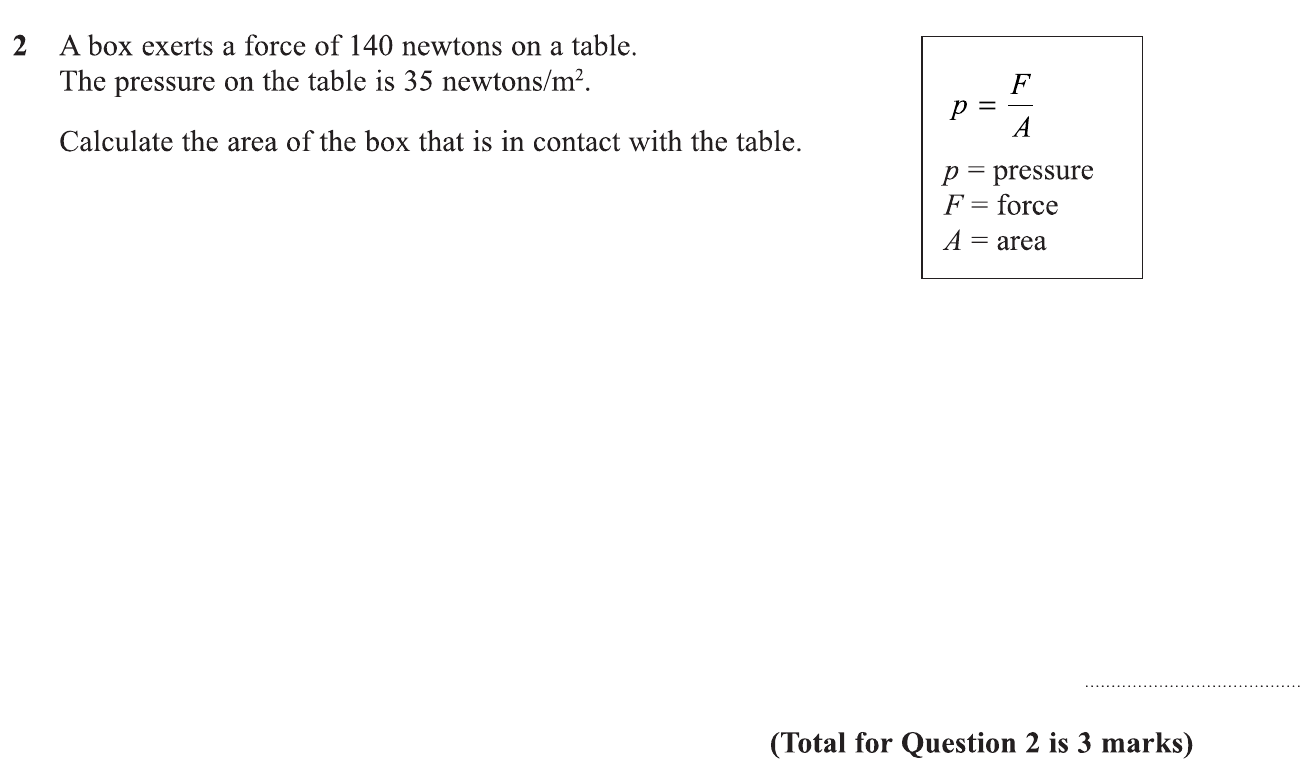 2 A box exerts a force of 140 newtons on a table.
The pressure on the table is 35 newtons/m².
Calculate the area of the box that is in contact with the table.
p = F/A
p = pressure
F = force
A = area
(Total for Question 2 is 3 marks)